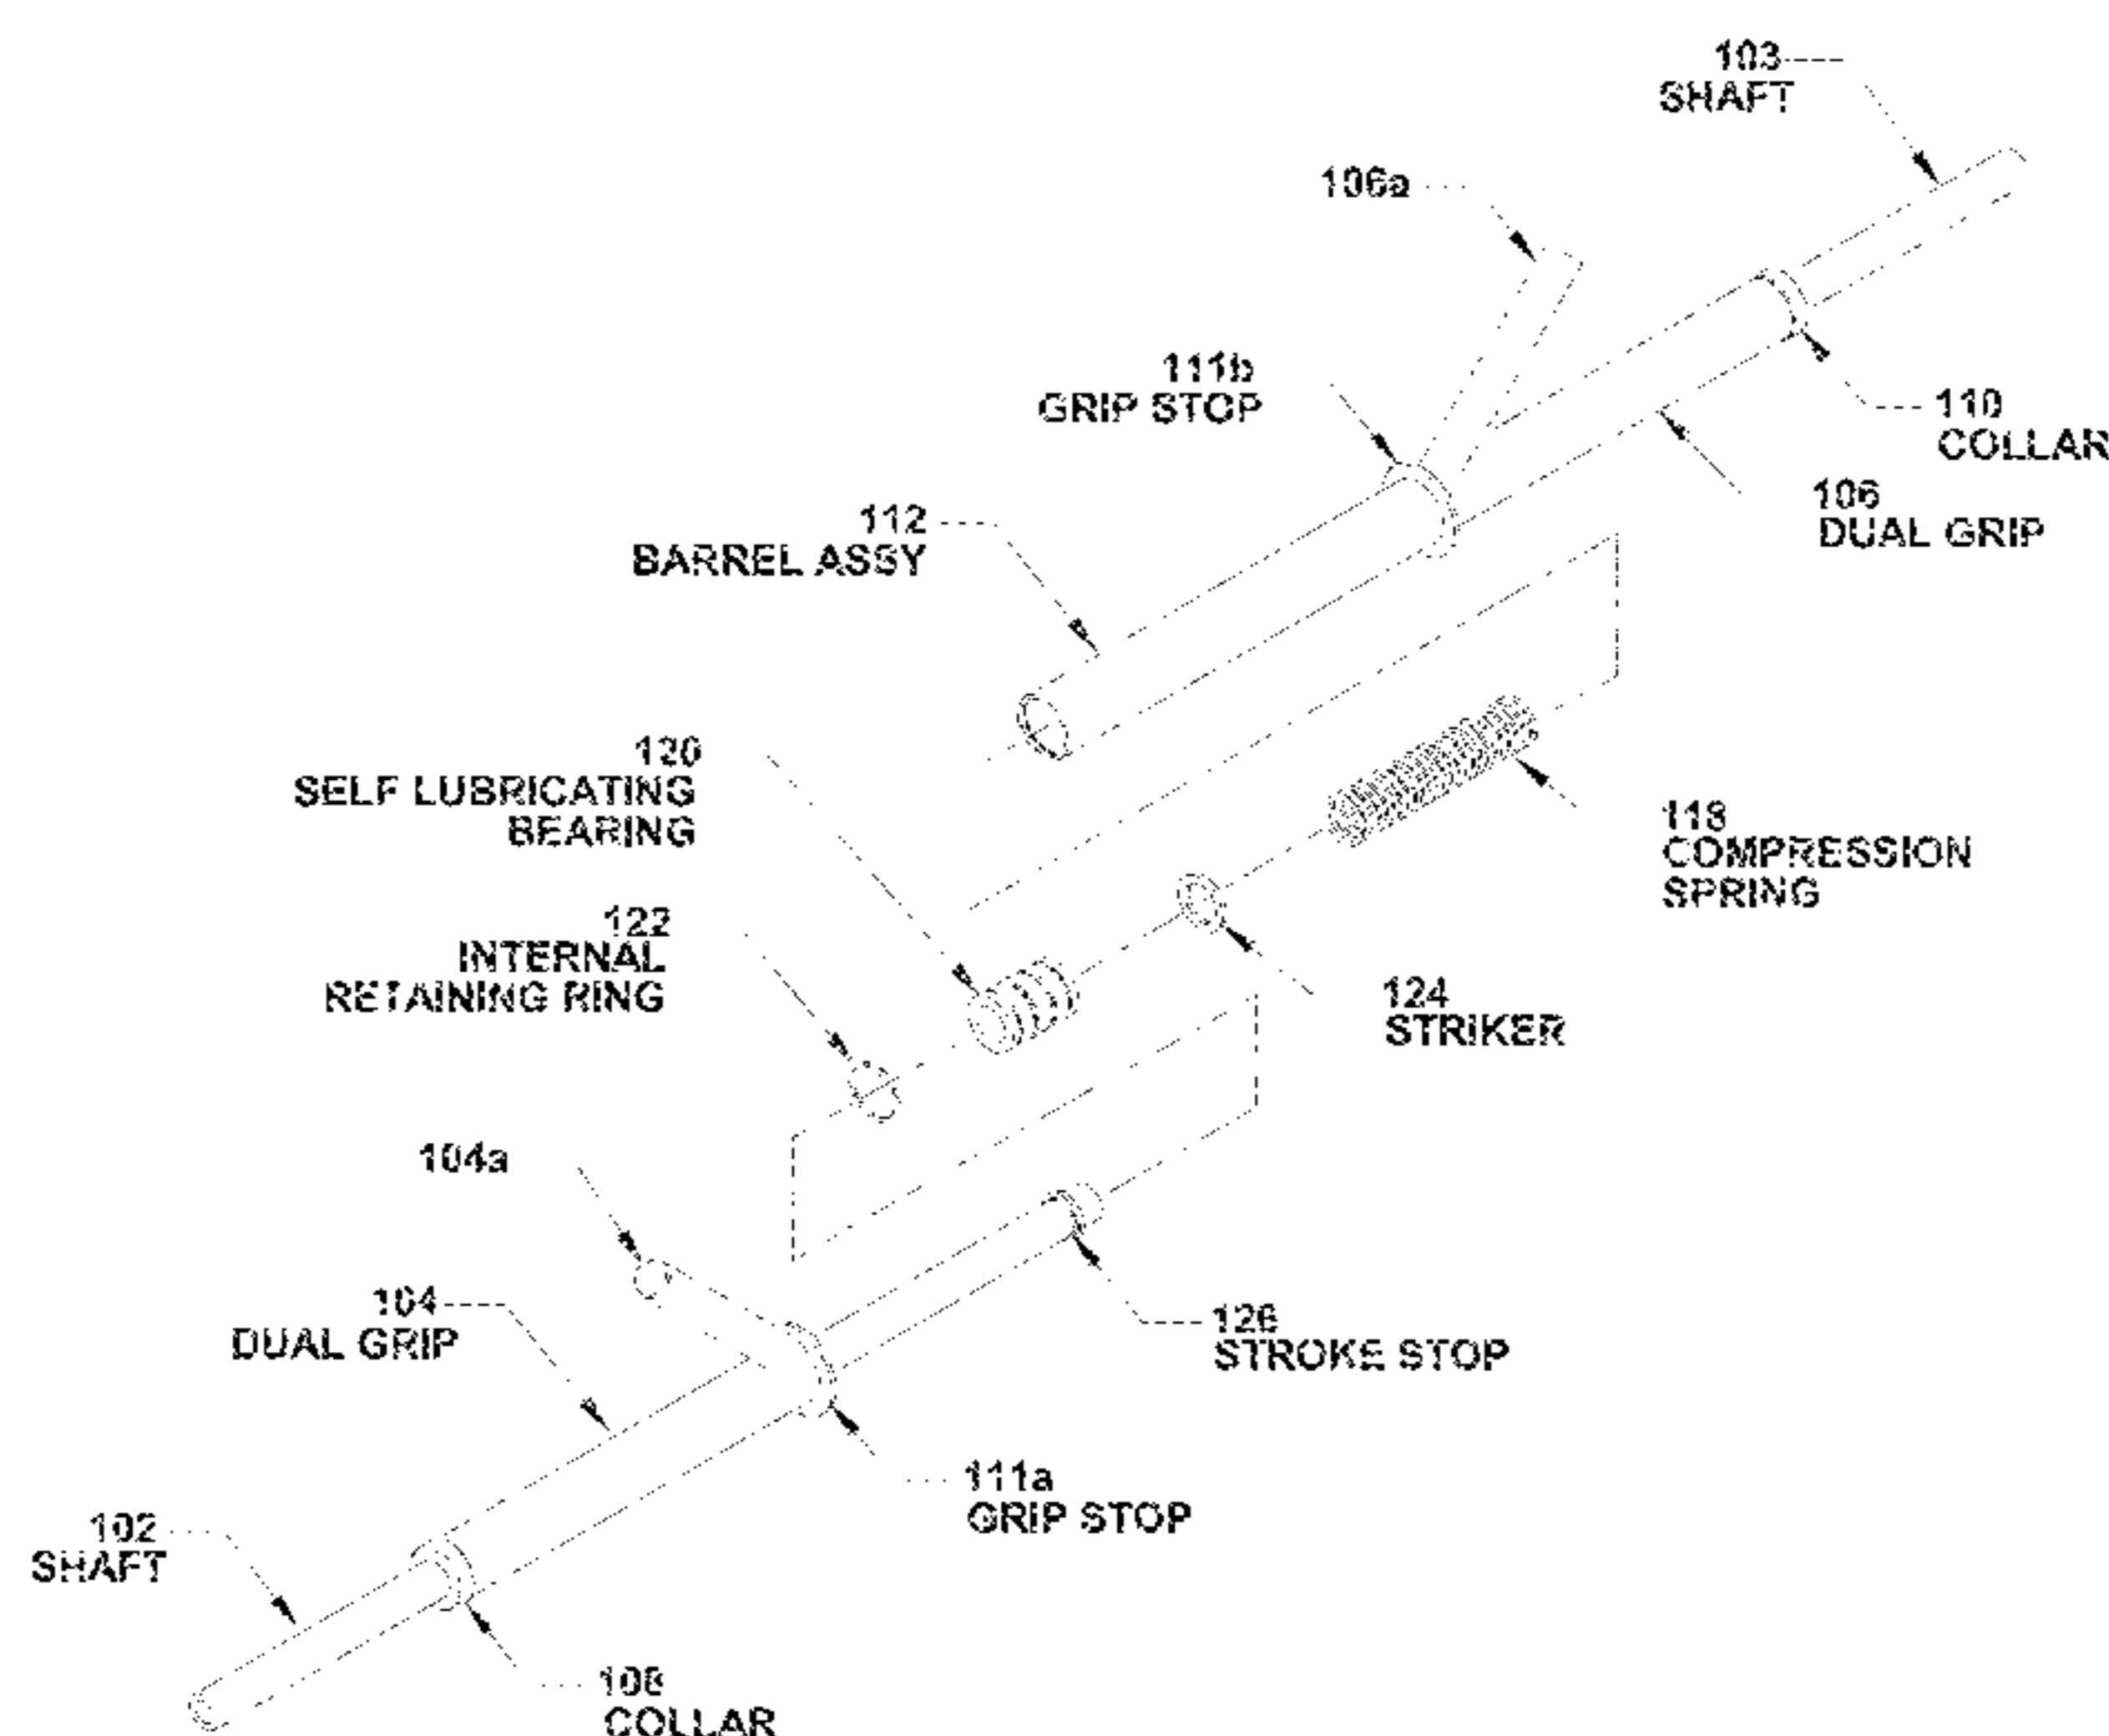 103
SHAFT
106a
111b
GRIP STOP
110
COLLAR
106
DUAL GRIP
112
BARREL ASSY
120
SELF LUBRICATING
BEARING
118
COMPRESSION
SPRING
122
INTERNAL
RETAINING RING
124
STRIKER
104a
104
DUAL GRIP
126
STROKE STOP
111a
GRIP STOP
102
SHAFT
108
COLLAR